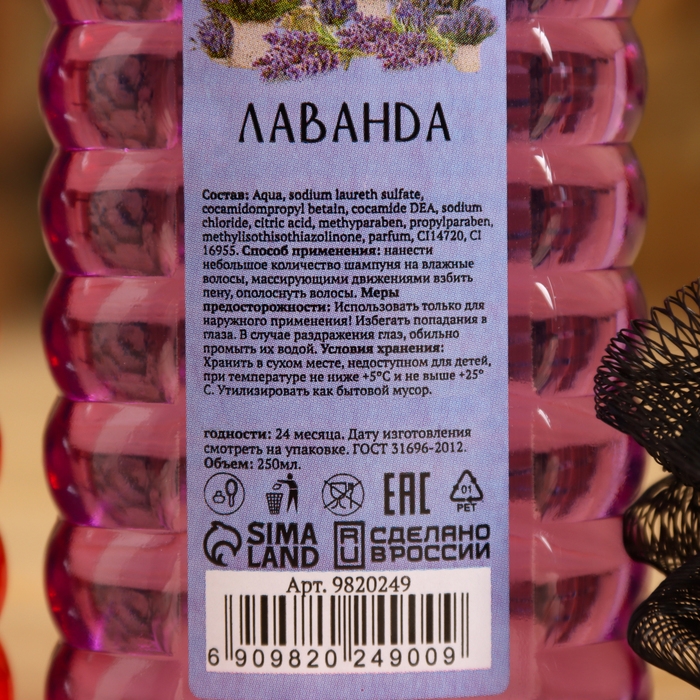 ЛАВАНДА
Состав: Aqua, sodium laureth sulfate,
cocamidompropyl betain, cocamide DEA, sodium
chloride, citric acid, methyparaben, propylparaben,
methylisothisothiazolinone, parfum, CI14720, CI
16955. Способ применения: нанести
небольшое количество шампуня на влажные
волосы, массирующими движениями взбить
пену, ополоснуть волосы. Меры
предосторожности: Использовать только для
наружного применения! Избегать попадания в
глаза. В случае раздражения глаз, обильно
промыть их водой. Условия хранения:
Хранить в сухом месте, недоступном для детей,
при температуре не ниже +5°С и не выше +25°
С. Утилизировать как бытовой мусор.
годности: 24 месяца. Дату изготовления
смотреть на упаковке. ГОСТ 31696-2012.
Объем: 250мл.
EAC
01
PET
SIMA
LAND
RU
СДЕЛАНО
В РОССИИ
Арт. 9820249
6 909820 249009